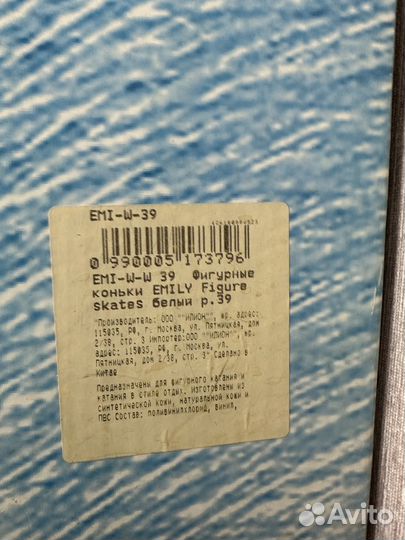 EMI-W-39
0 990005 173796
EMI-W-W 39 Фигурные
коньки EMILY Figure
skates белый р.39
"Производитель: ООО ""ИЛИОН"", юр. адрес:
115035, РФ, г. Москва, ул. Пятницкая, дом
2/38, стр. 3 Импортер:ООО ""ИЛИОН"", юр.
адрес: 115035, РФ, г. Москва, ул.
Пятницкая, дом 2/38, стр. 3" Сделано в
Китае
Предназначены для фигурного катания и
катания в стиле отдых. Изготовлены из
синтетической кожи, натуральной кожи и
ПВС.Состав: поливинилхлорид, винил,
Avito